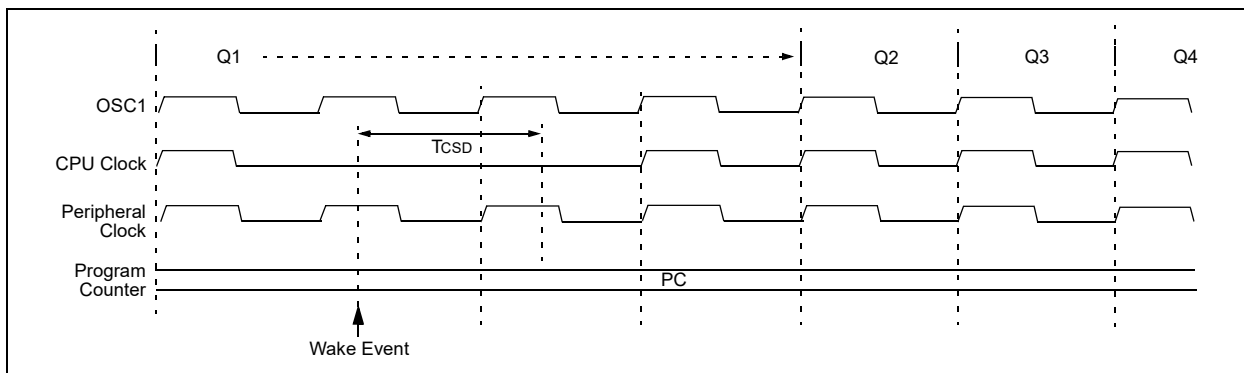 Q1 Q2 Q3 Q4
OSC1
TCSD
CPU Clock
Peripheral
Clock
Program
Counter
PC
Wake Event